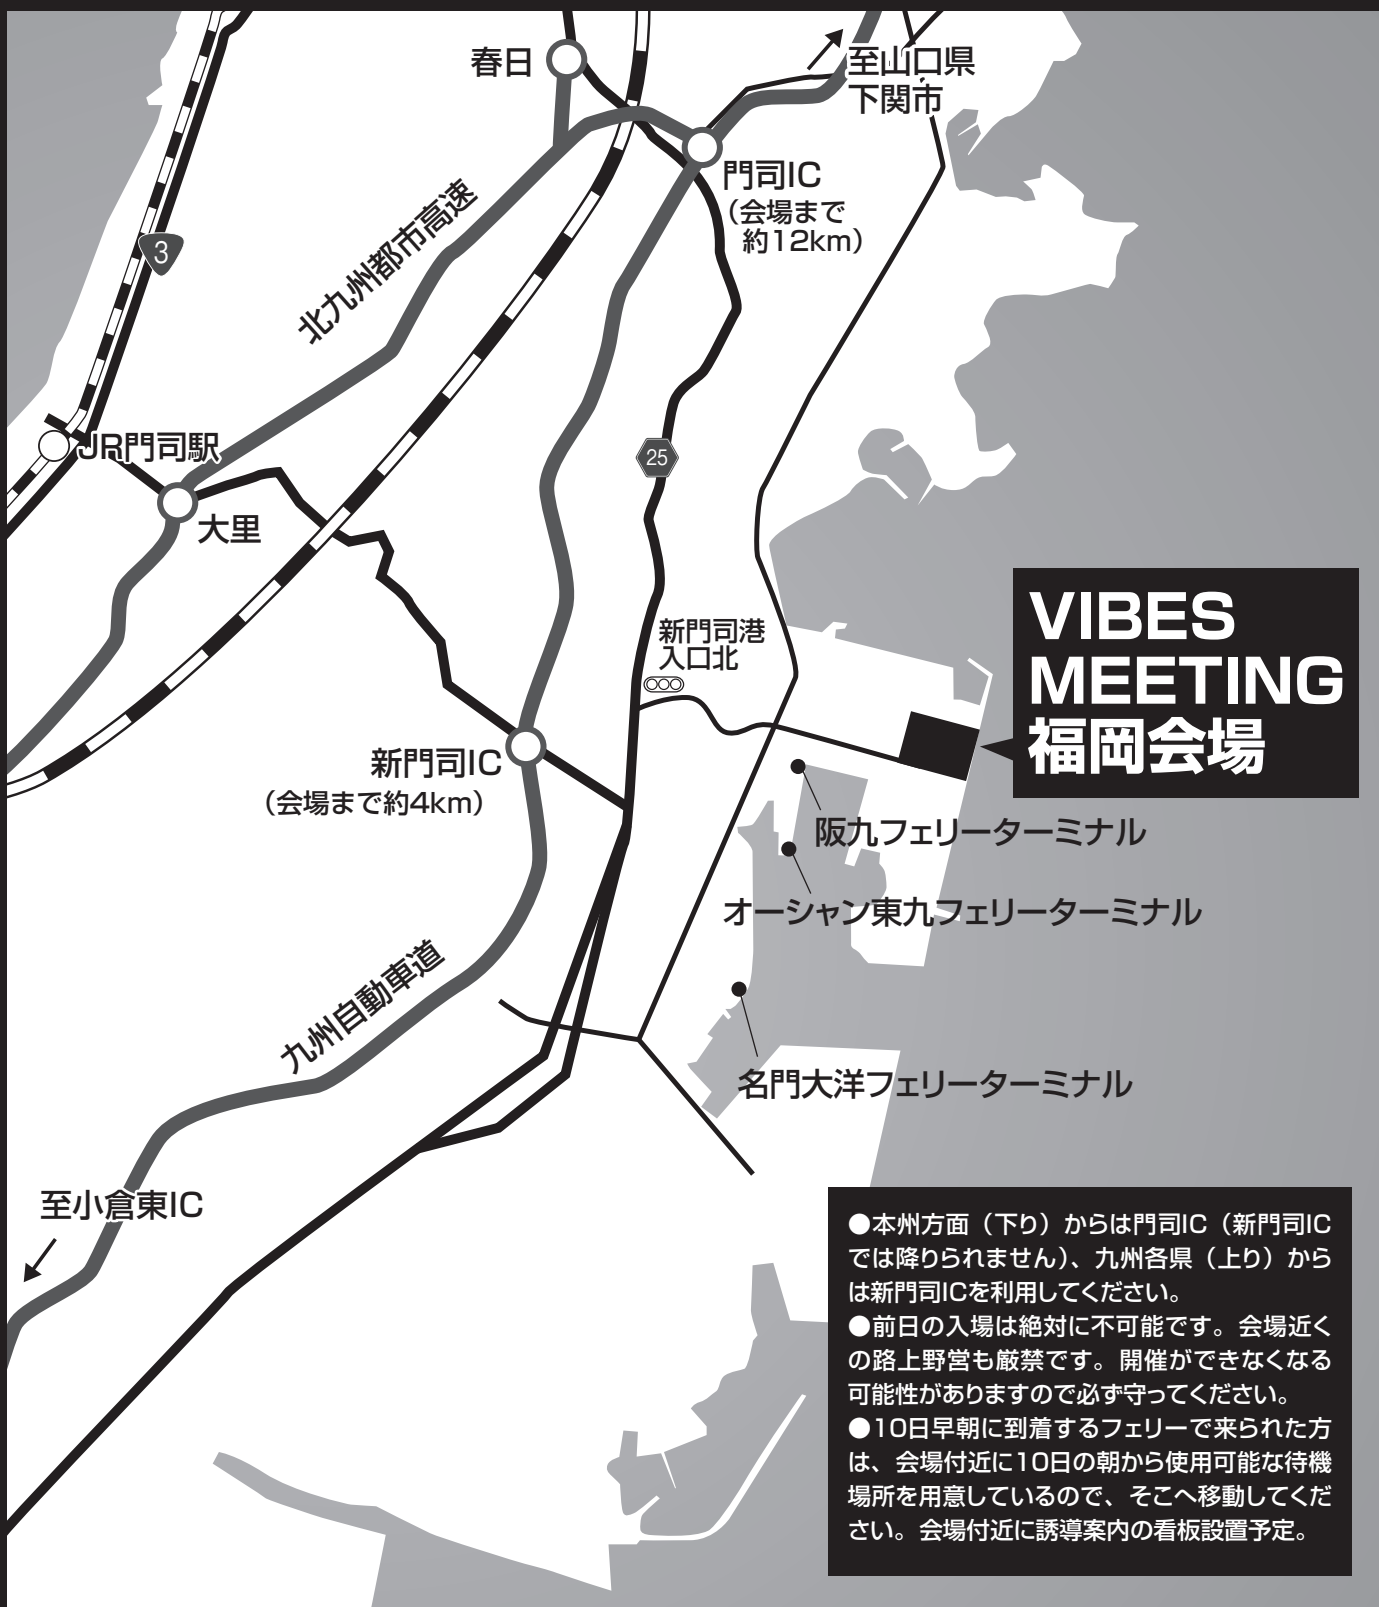 春日
至山口県
下関市
門司IC
（会場まで
約12km）
3
北九州都市高速
JR門司駅
大里
25
新門司港
入口北
VIBES
MEETING
福岡会場
新門司IC
（会場まで約4km）
阪九フェリーターミナル
オーシャン東九フェリーターミナル
九州自動車道
名門大洋フェリーターミナル
至小倉東IC
●本州方面（下り）からは門司IC（新門司IC
では降りられません）、九州各県（上り）から
は新門司ICを利用してください。
●前日の入場は絶対に不可能です。会場近く
の路上野営も厳禁です。開催ができなくなる
可能性がありますので必ず守ってください。
●10日早朝に到着するフェリーで来られた方
は、会場付近に10日の朝から使用可能な待機
場所を用意しているので、そこへ移動してくだ
さい。会場付近に誘導案内の看板設置予定。